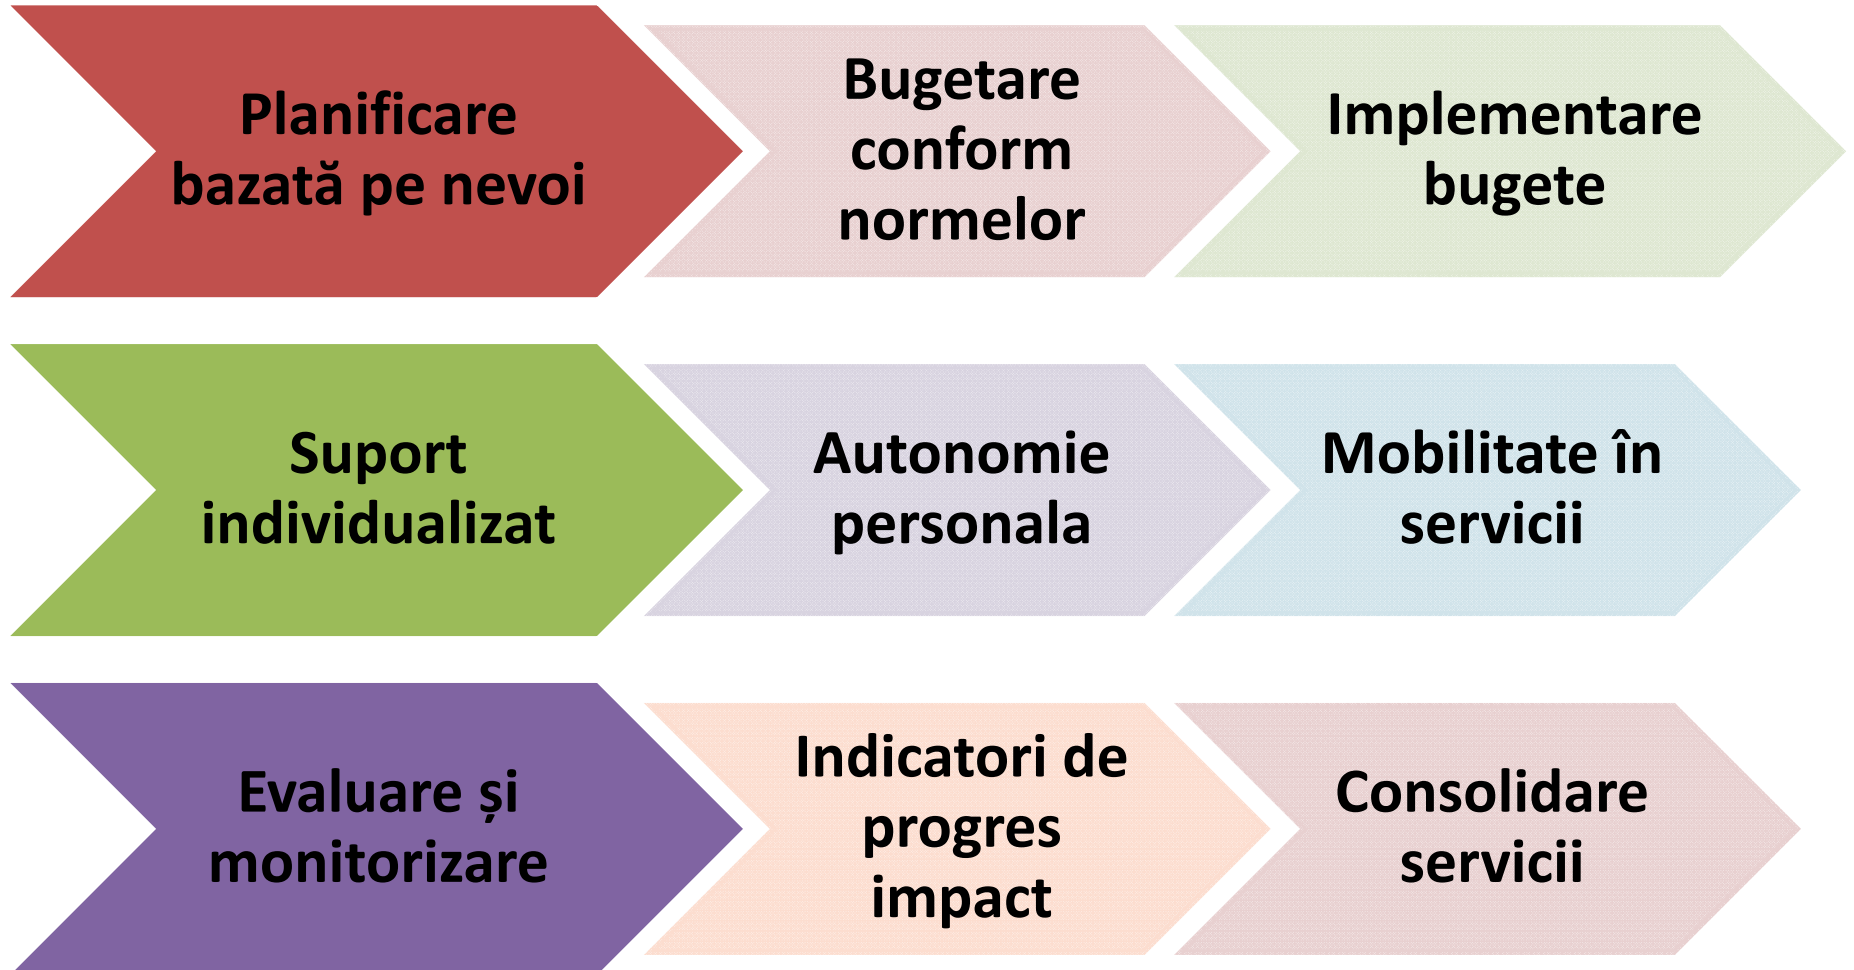 Planificare
bazată pe nevoi
Bugetare
conform
normelor
Implementare
bugete
Suport
individualizat
Autonomie
personala
Mobilitate în
servicii
Evaluare și
monitorizare
Indicatori de
progres
impact
Consolidare
servicii